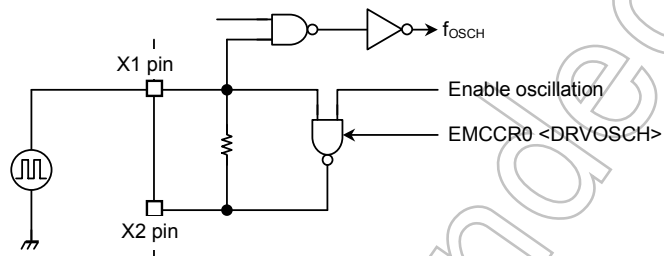 fOSCH
X1 pin
Enable oscillation
EMCCR0 <DRVOSCH>
X2 pin